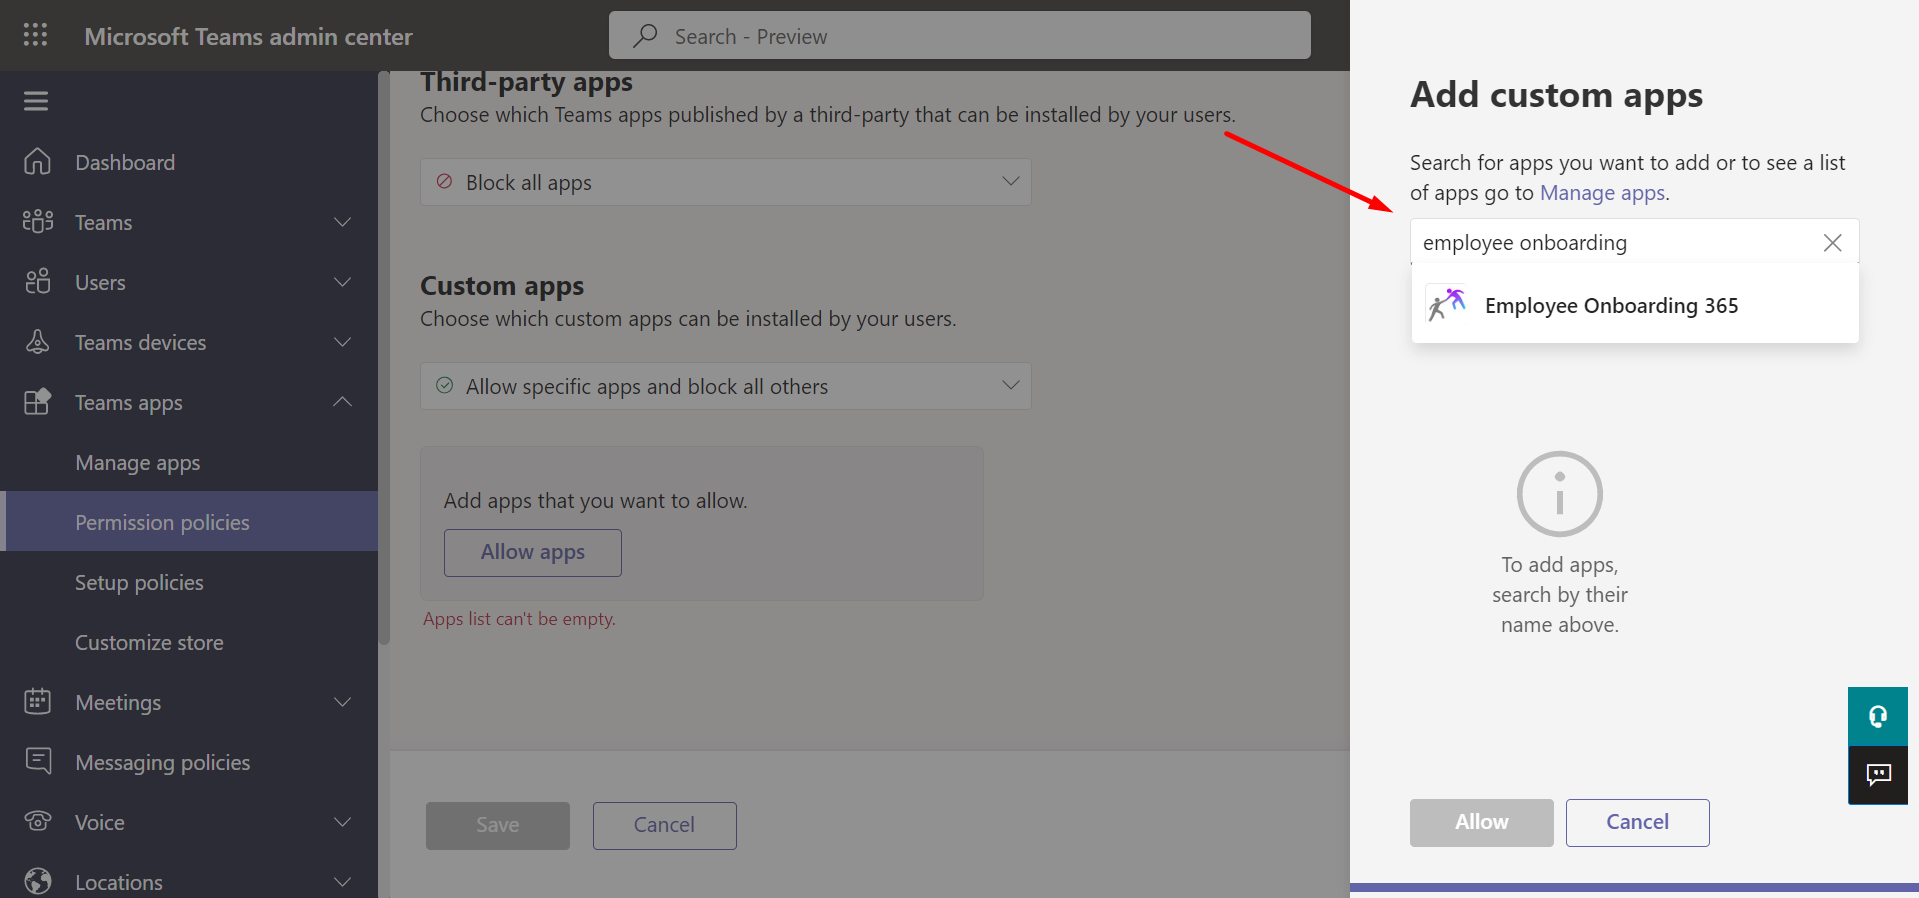 Microsoft Teams admin center
Search - Preview
Dashboard
Teams
Users
Teams devices
Teams apps
Manage apps
Permission policies
Setup policies
Customize store
Meetings
Messaging policies
Voice
Locations
Third-party apps
Choose which Teams apps published by a third-party that can be installed by your users.
Block all apps
Custom apps
Choose which custom apps can be installed by your users.
Allow specific apps and block all others
Add apps that you want to allow.
Allow apps
Apps list can't be empty.
Save
Cancel
Add custom apps
Search for apps you want to add or to see a list
of apps go to Manage apps.
employee onboarding
Employee Onboarding 365
To add apps,
search by their
name above.
Allow
Cancel